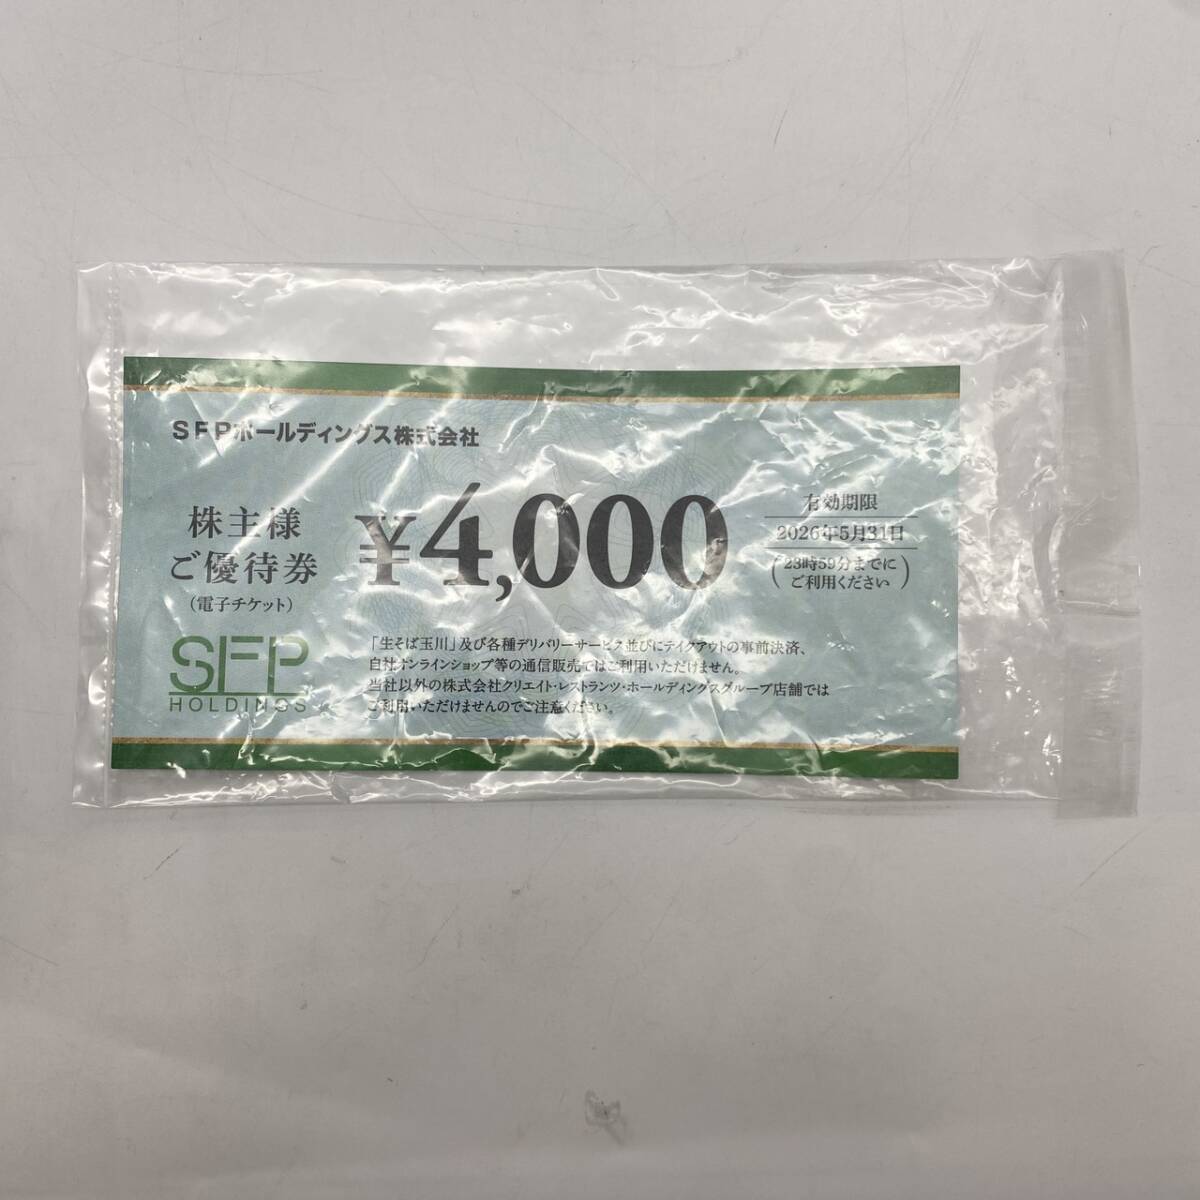 SFPホールディングス株式会社
株主様
ご優待券
（電子チケット）
¥4,000
有効期限
2026年5月31日
（23時59分までに
ご利用ください）
SFP
HOLDINGS
「生そば玉川」及び各種デリバリーサービス並びにテイクアウトの事前決済、
自社オンラインショップ等の通信販売ではご利用いただけません。
当社以外の株式会社クリエイト・レストランツ・ホールディングスグループ店舗では
ご利用いただけませんのでご注意ください。